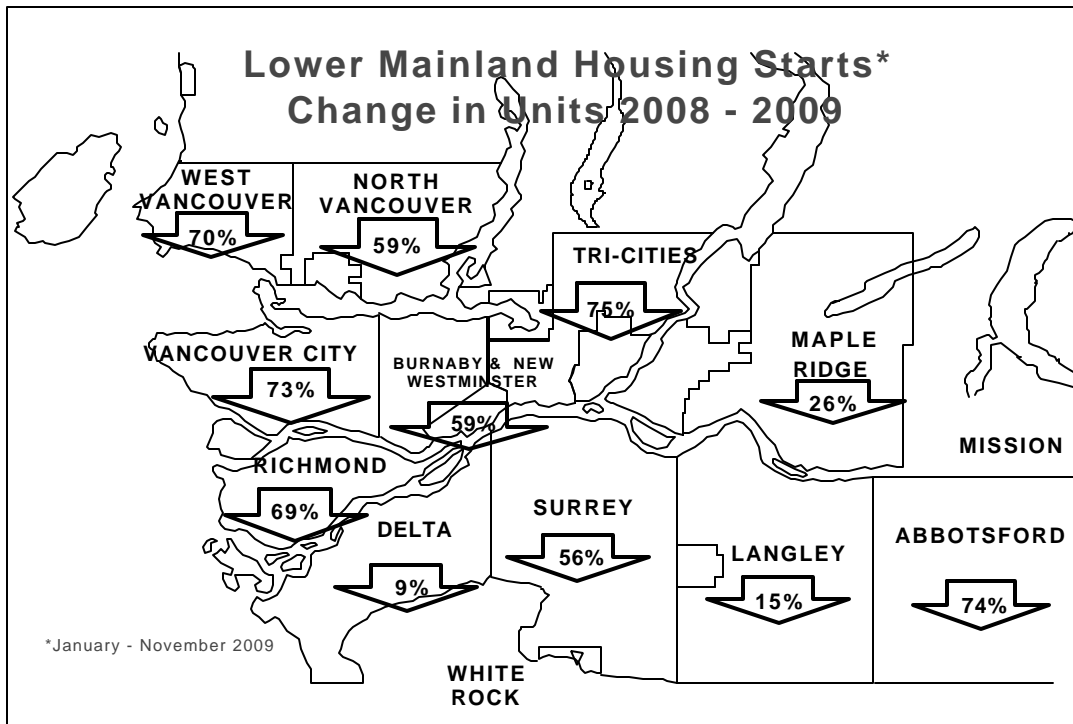 Lower Mainland Housing Starts*
Change in Units 2008 - 2009
WEST
VANCOUVER
70%
NORTH
VANCOUVER
59%
TRI-CITIES
75%
VANCOUVER CITY
73%
BURNABY & NEW
WESTMINSTER
59%
MAPLE
RIDGE
26%
MISSION
RICHMOND
69%
DELTA
9%
SURREY
56%
LANGLEY
15%
ABBOTSFORD
74%
*January - November 2009
WHITE
ROCK